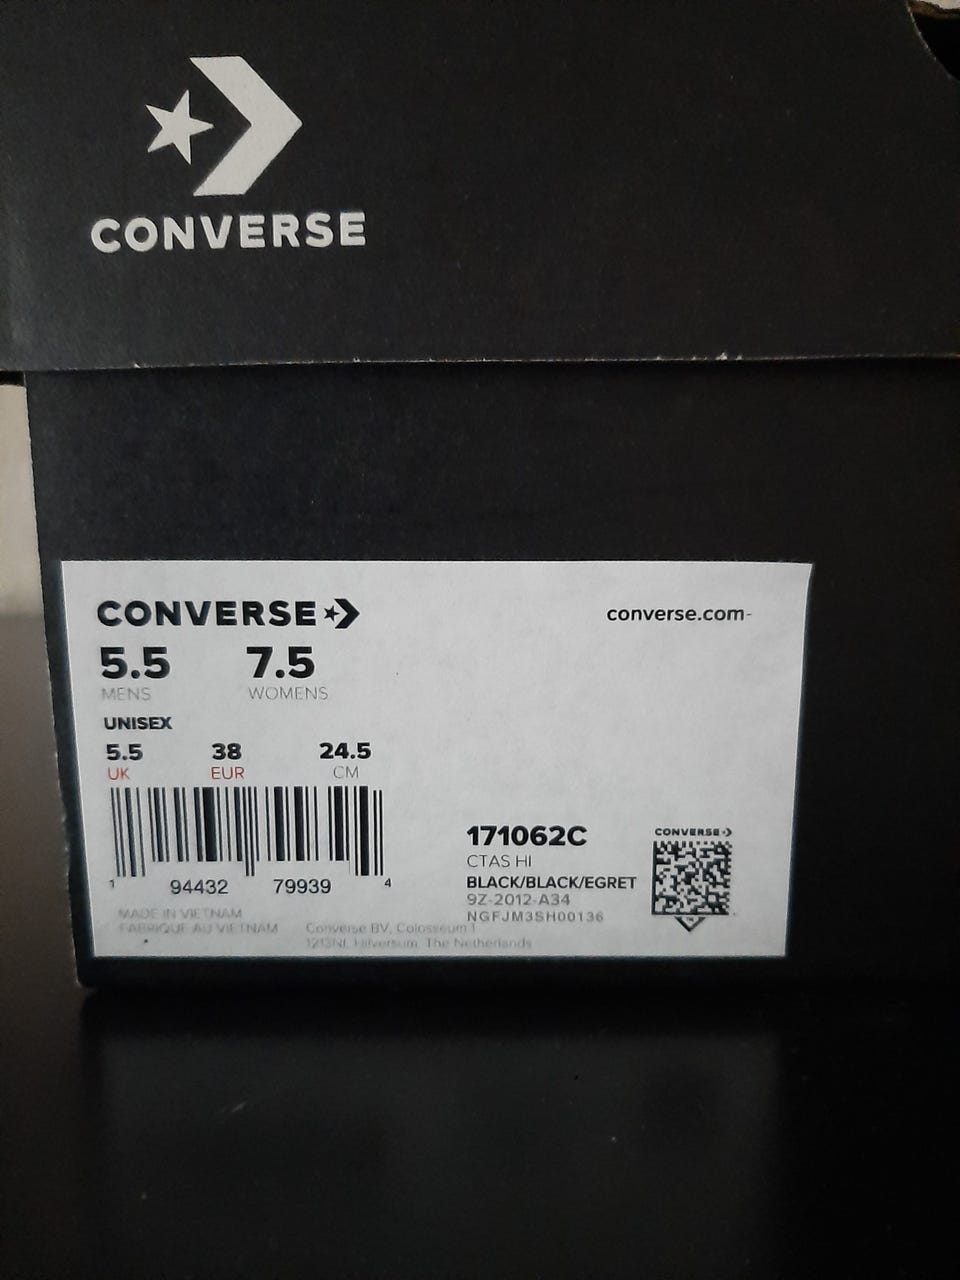 CONVERSE
CONVERSE
converse.com-
5.5 7.5
MENS WOMENS
UNISEX
5.5 38 24.5
UK EUR CM
1 94432 79939 4
MADE IN VIETNAM
FABRIQUE AU VIETNAM
Converse BV, Colosseum 1
1213NL Hilversum, The Netherlands
171062C
CTAS HI
BLACK/BLACK/EGRET
9Z-2012-A34
NGFJM3SH00136
CONVERSE